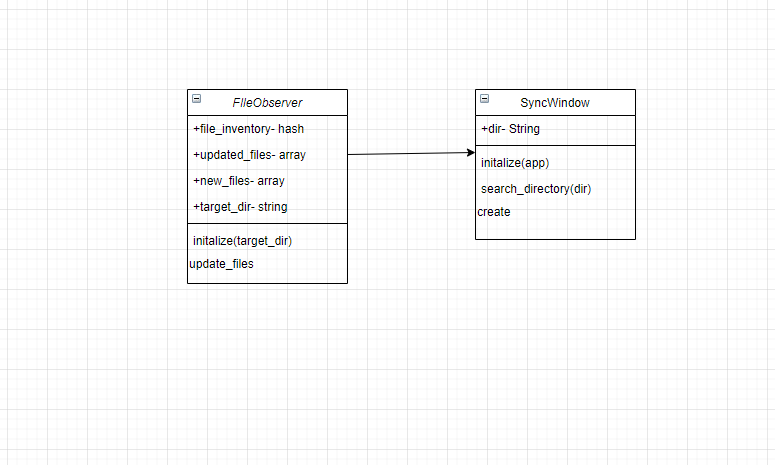 FIleObserver
+file_inventory- hash
+updated_files- array
+new_files- array
+target_dir- string
initalize(target_dir)
update_files
SyncWindow
+dir- String
initalize(app)
search_directory(dir)
create